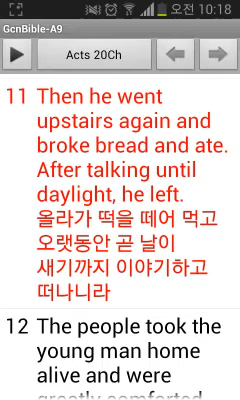 오전 10:18
GcnBible-A9
Acts 20Ch
11 Then he went
upstairs again and
broke bread and ate.
After talking until
daylight, he left.
올라가 떡을 떼어 먹고
오랫동안 곧 날이
새기까지 이야기하고
떠나니라
12 The people took the
young man home
alive and were
greatly comforted